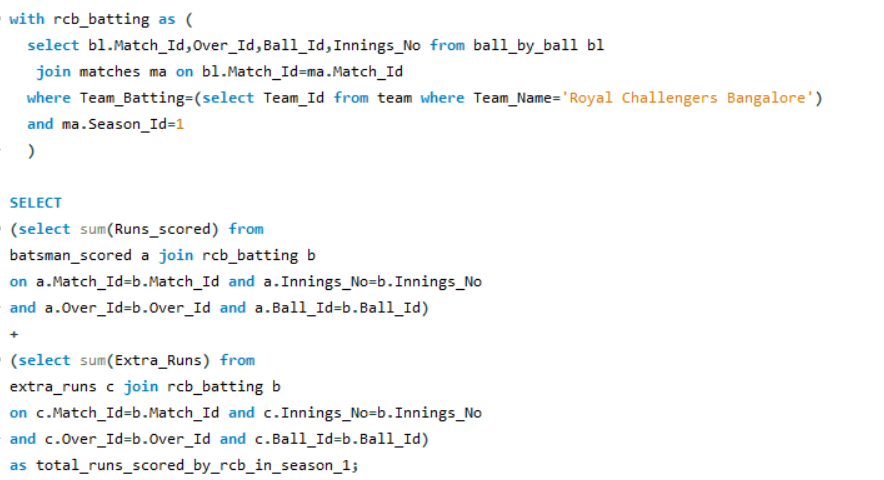 with rcb_batting as (
select bl.Match_Id,Over_Id,Ball_Id,Innings_No from ball_by_ball bl
join matches ma on bl.Match_Id=ma.Match_Id
where Team_Batting=(select Team_Id from team where Team_Name='Royal Challengers Bangalore')
and ma.Season_Id=1
)
SELECT
(select sum(Runs_scored) from
batsman_scored a join rcb_batting b
on a.Match_Id=b.Match_Id and a.Innings_No=b.Innings_No
and a.Over_Id=b.Over_Id and a.Ball_Id=b.Ball_Id)
+
(select sum(Extra_Runs) from
extra_runs c join rcb_batting b
on c.Match_Id=b.Match_Id and c.Innings_No=b.Innings_No
and c.Over_Id=b.Over_Id and c.Ball_Id=b.Ball_Id)
as total_runs_scored_by_rcb_in_season_1;